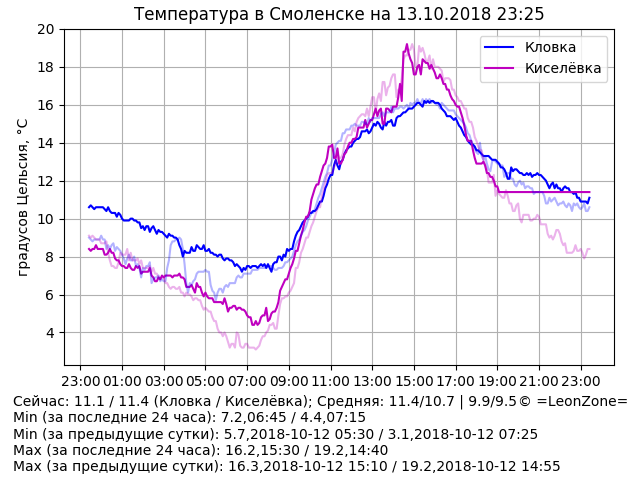 Температура в Смоленске на 13.10.2018 23:25
градусов Цельсия, °C
20
18
16
14
12
10
8
6
4
Кловка
Киселёвка
23:00 01:00 03:00 05:00 07:00 09:00 11:00 13:00 15:00 17:00 19:00 21:00 23:00
Сейчас: 11.1 / 11.4 (Кловка / Киселёвка); Средняя: 11.4/10.7 | 9.9/9.5© =LeonZone=
Min (за последние 24 часа): 7.2,06:45 / 4.4,07:15
Min (за предыдущие сутки): 5.7,2018-10-12 05:30 / 3.1,2018-10-12 07:25
Max (за последние 24 часа): 16.2,15:30 / 19.2,14:40
Max (за предыдущие сутки): 16.3,2018-10-12 15:10 / 19.2,2018-10-12 14:55